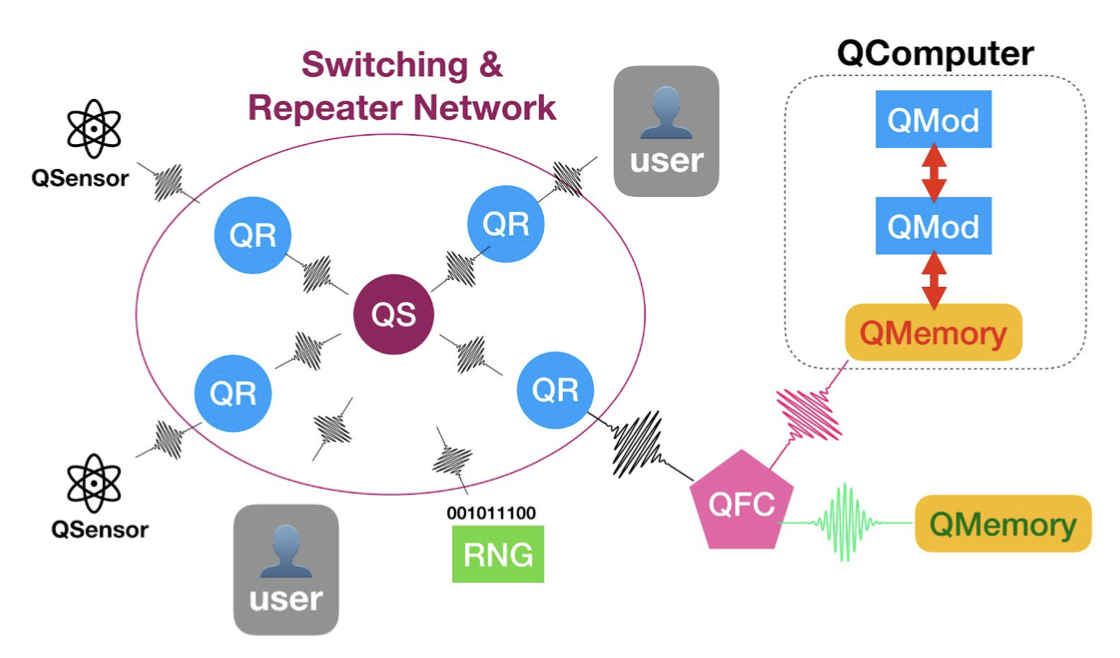 QComputer
Switching &
Repeater Network
QMod
user
QSensor
QR
QR
QMod
QS
QMemory
QR
QR
QSensor
001011100
QFC
RNG
QMemory
user